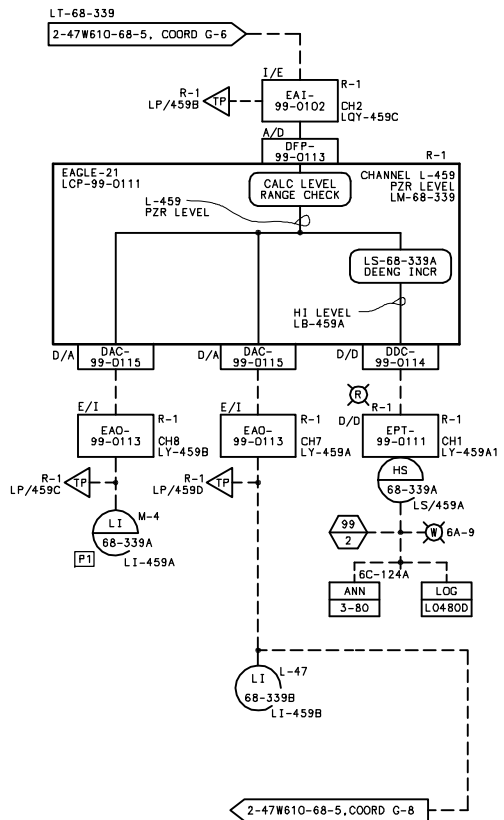 LT-68-339
2-47W610-68-5, COORD G-6
I/E
R-1
LP/459B
TP
EAI-
99-0102
R-1
CH2
LQY-459C
A/D
DFP-
99-0113
R-1
EAGLE-21
LCP-99-0111
CALC LEVEL
RANGE CHECK
CHANNEL L-459
PZR LEVEL
LM-68-339
L-459
PZR LEVEL
LS-68-339A
DEENG INCR
HI LEVEL
LB-459A
D/A
DAC-
99-0115
D/A
DAC-
99-0115
D/D
DDC-
99-0114
R
E/I
EAO-
99-0113
R-1
CH8
LY-459B
E/I
EAO-
99-0113
R-1
CH7
LY-459A
R-1
D/D
EPT-
99-0111
R-1
CH1
LY-459A1
R-1
LP/459C
TP
R-1
LP/459D
TP
HS
68-339A
LS/459A
LI
68-339A
M-4
LI-459A
P1
99
2
W
6A-9
6C-124A
ANN
3-80
LOG
L0480D
LI
68-339B
L-47
LI-459B
2-47W610-68-5,COORD G-8